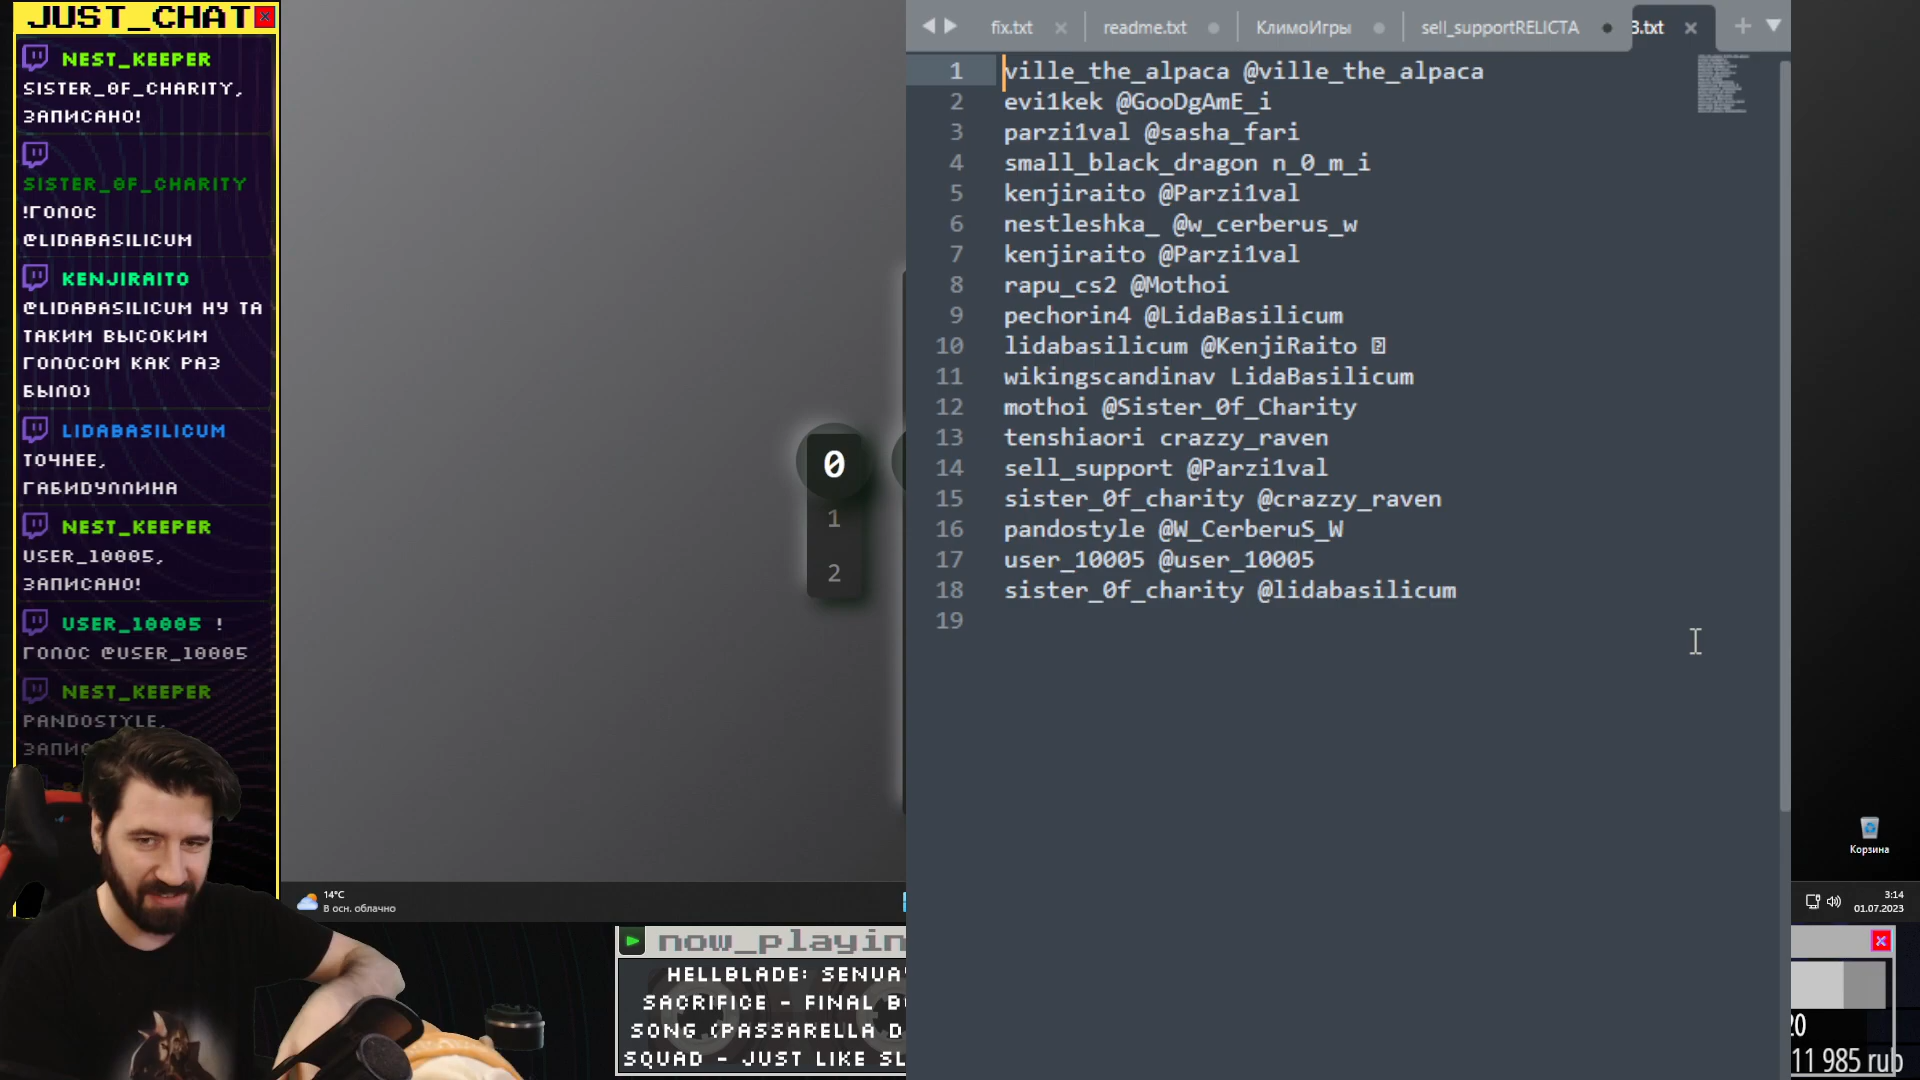 JUST_CHAT
NEST_KEEPER
SISTER_0F_CHARITY,
ЗАПИСАНО!
SISTER_0F_CHARITY
!ГОЛОС
@LIDABASILICUM
KENJIRAITO
@LIDABASILICUM НУ ТА
ТАКИМ ВЫСОКИМ
ГОЛОСОМ КАК РАЗ
БЫЛО)
LIDABASILICUM
ТОЧНЕЕ,
ГАБИДУЛЛИНА
NEST_KEEPER
USER_10005,
ЗАПИСАНО!
USER_10005 !
ГОЛОС @USER_10005
NEST_KEEPER
PANDOSTYLE,
0
1
2
fix.txt
readme.txt
КлимоИгры
sell_supportRELICTA
3.txt
1 ville_the_alpaca @ville_the_alpaca
2 evi1kek @GooDgAmE_i
3 parzi1val @sasha_fari
4 small_black_dragon n_0_m_i
5 kenjiraito @Parzi1val
6 nestleshka_ @w_cerberus_w
7 kenjiraito @Parzi1val
8 rapu_cs2 @Mothoi
9 pechorin4 @LidaBasilicum
10 lidabasilicum @KenjiRaito
11 wikingscandinav LidaBasilicum
12 mothoi @Sister_0f_Charity
13 tenshiaori crazzy_raven
14 sell_support @Parzi1val
15 sister_0f_charity @crazzy_raven
16 pandostyle @W_CerberuS_W
17 user_10005 @user_10005
18 sister_0f_charity @lidabasilicum
19
Корзина
14°C
В осн. облачно
3:14
01.07.2023
now_playin
HELLBLADE: SENUA'
SACRIFICE - FINAL B
SONG (PASSARELLA D
SQUAD - JUST LIKE SL
20
11 985 rub